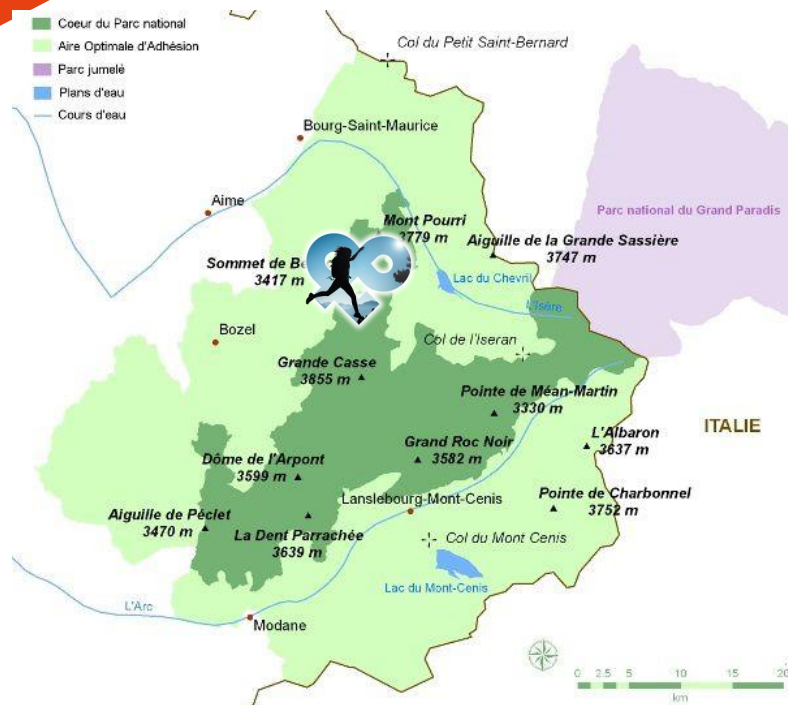 Coeur du Parc national
Aire Optimale d'Adhésion
Parc jumelé
Plans d'eau
Cours d'eau
Col du Petit Saint-Bernard
Bourg-Saint-Maurice
Aime
Parc national du Grand Paradis
Mont Pourri
3779 m
Aiguille de la Grande Sassière
3747 m
Sommet de
3417 m
Lac du Chevril
L'Isère
Bozel
Col de l'Iseran
Grande Casse
3855 m
Pointe de Méan-Martin
3330 m
ITALIE
L'Albaron
3637 m
Grand Roc Noir
3582 m
Dôme de l'Arpont
3599 m
Lanslebourg-Mont-Cenis
Pointe de Charbonnel
3752 m
Aiguille de Péclet
3470 m
La Dent Parrachée
3639 m
Col du Mont Cenis
Lac du Mont-Cenis
L'Arc
Modane
0 2.5 5 10 15 20
km